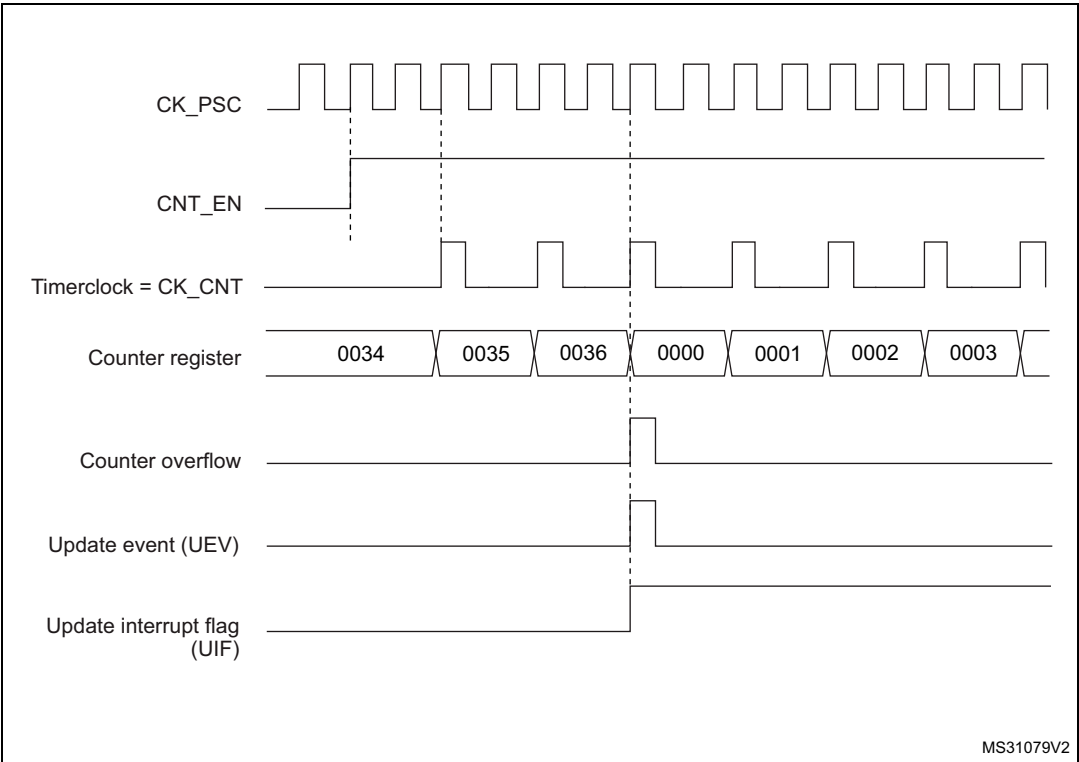 CK_PSC
CNT_EN
Timerclock = CK_CNT
Counter register
0034 0035 0036 0000 0001 0002 0003
Counter overflow
Update event (UEV)
Update interrupt flag
(UIF)
MS31079V2